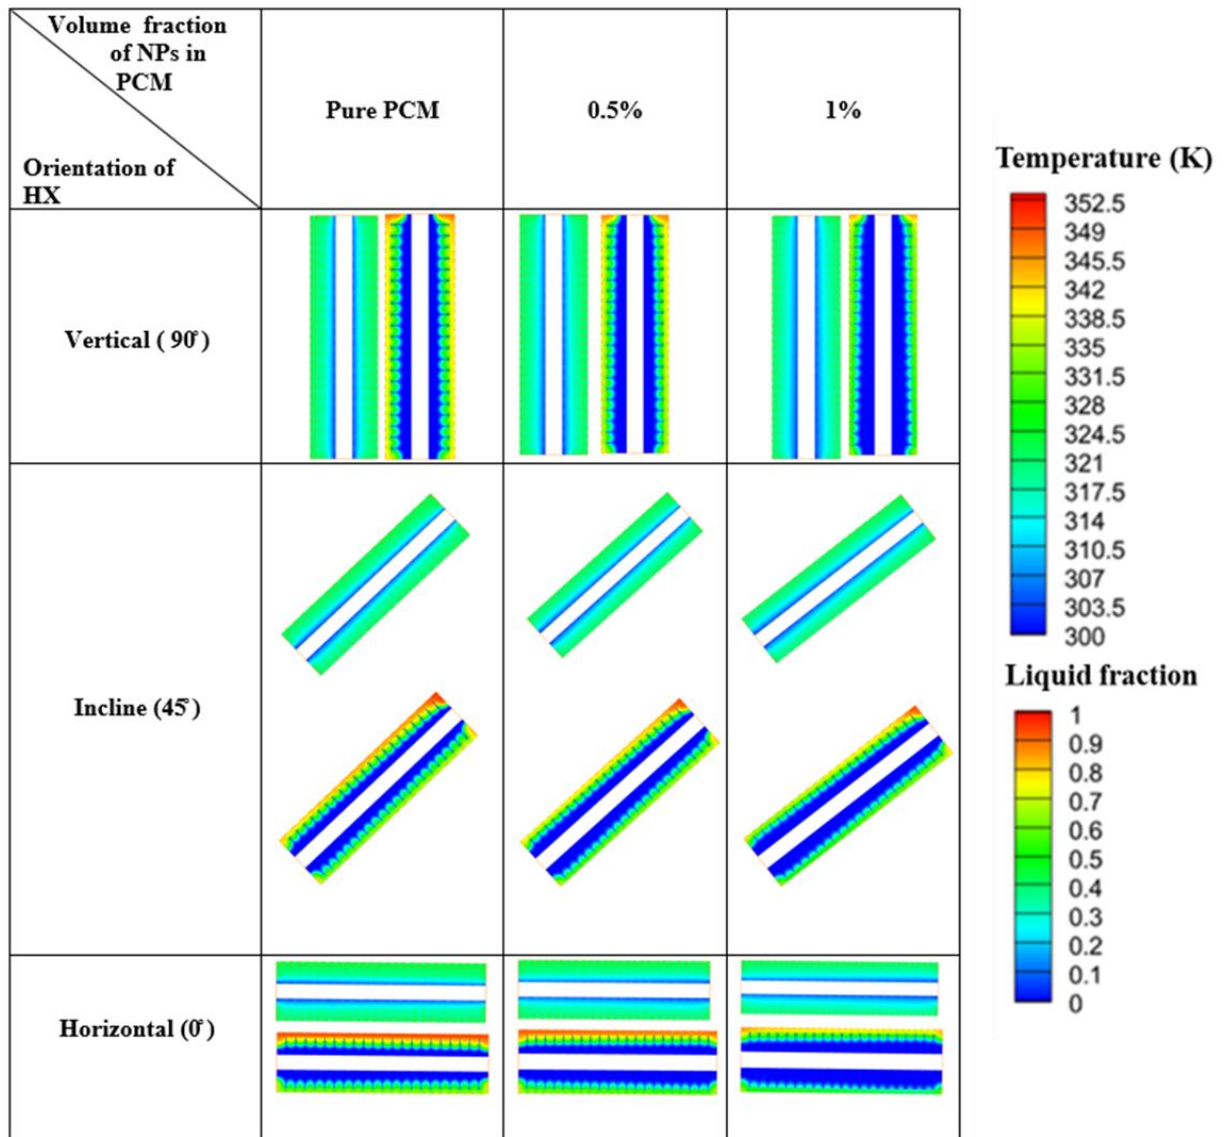 Volume fraction
of NPs in
PCM
Orientation of
HX
Pure PCM
0.5%
1%
Vertical ( 90°)
Incline (45°)
Horizontal (0°)
Temperature (K)
352.5
349
345.5
342
338.5
335
331.5
328
324.5
321
317.5
314
310.5
307
303.5
300
Liquid fraction
1
0.9
0.8
0.7
0.6
0.5
0.4
0.3
0.2
0.1
0